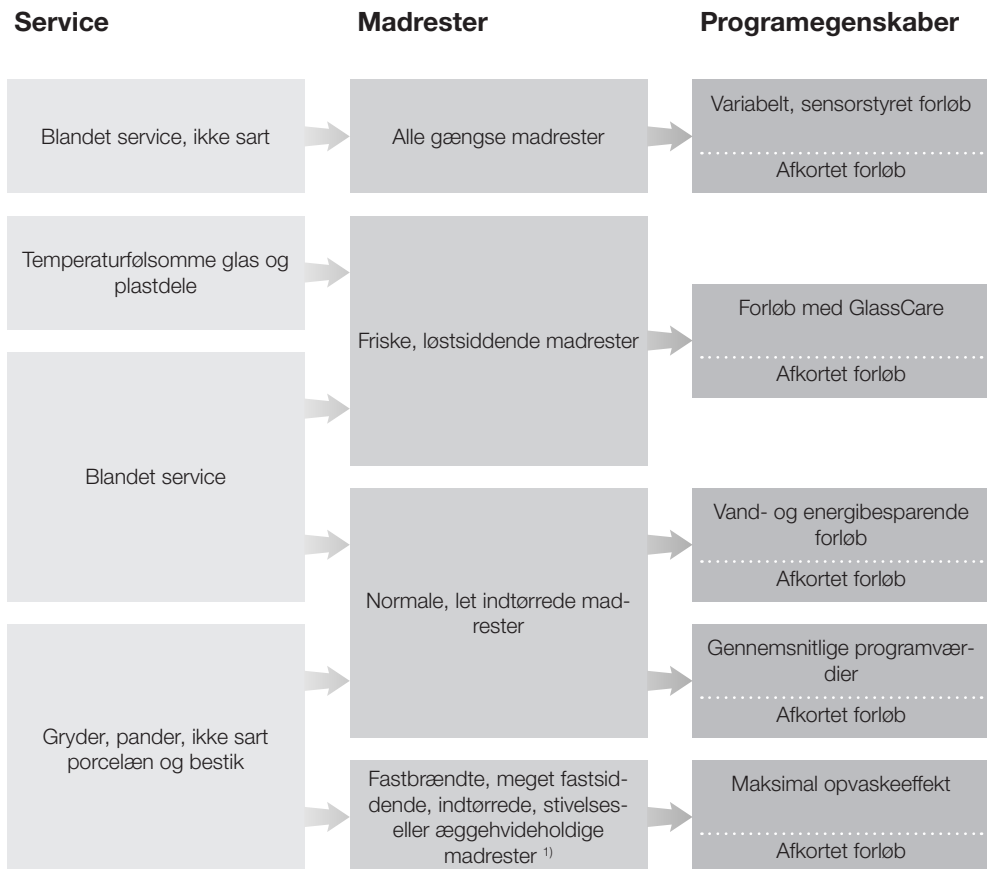 Service
Madrester
Programegenskaber
Blandet service, ikke sart
Alle gængse madrester
Variabelt, sensorstyret forløb
Afkortet forløb
Temperaturfølsomme glas og
plastdele
Friske, løstsiddende madrester
Forløb med GlassCare
Afkortet forløb
Blandet service
Normale, let indtørrede mad-
rester
Vand- og energibesparende
forløb
Afkortet forløb
Gennemsnitlige programvær-
dier
Afkortet forløb
Gryder, pander, ikke sart
porcelæn og bestik
Fastbrændte, meget fastsid-
dende, indtørrede, stivelses-
eller æggehvideholdige
madrester 1)
Maksimal opvaskeeffekt
Afkortet forløb